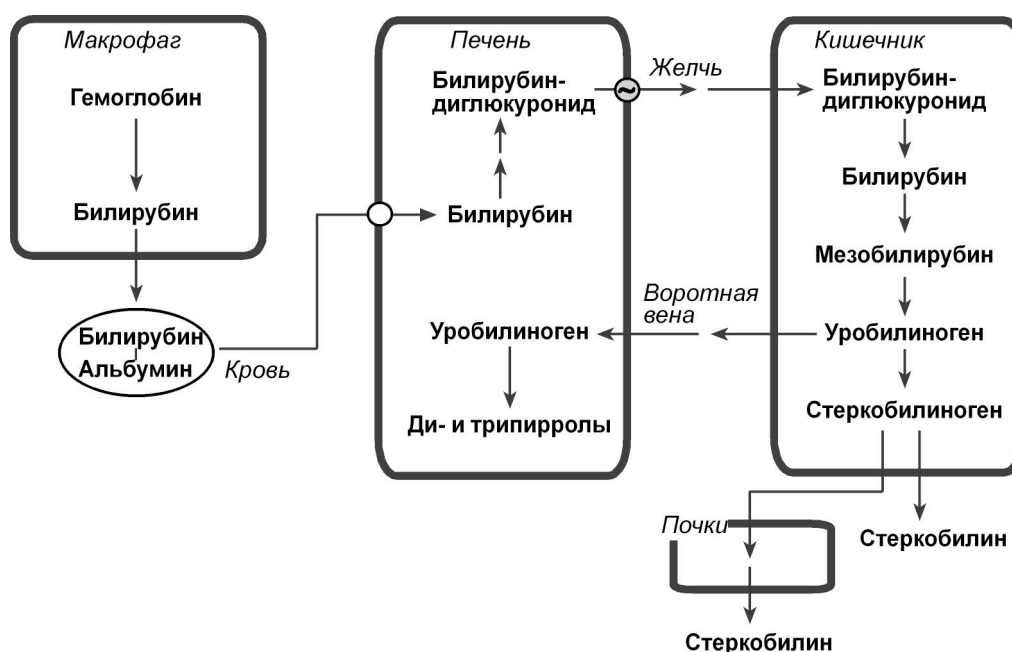 Макрофаг
Гемоглобин
Билирубин
Билирубин
Альбумин
Кровь
Печень
Билирубин-
диглюкуронид
Билирубин
Уробилиноген
Ди- и трипирролы
Желчь
Воротная
вена
Кишечник
Билирубин-
диглюкуронид
Билирубин
Мезобилирубин
Уробилиноген
Стеркобилиноген
Стеркобилин
Почки
Стеркобилин